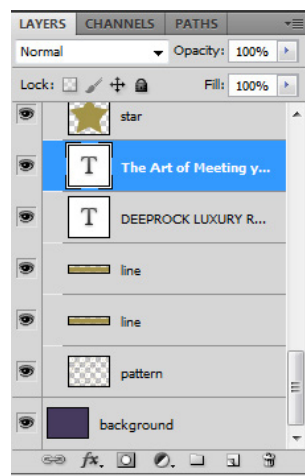 LAYERS CHANNELS PATHS
Normal Opacity: 100%
Lock: Fill: 100%
star
T The Art of Meeting y...
T DEEPROCK LUXURY R...
line
line
pattern
background
fx.